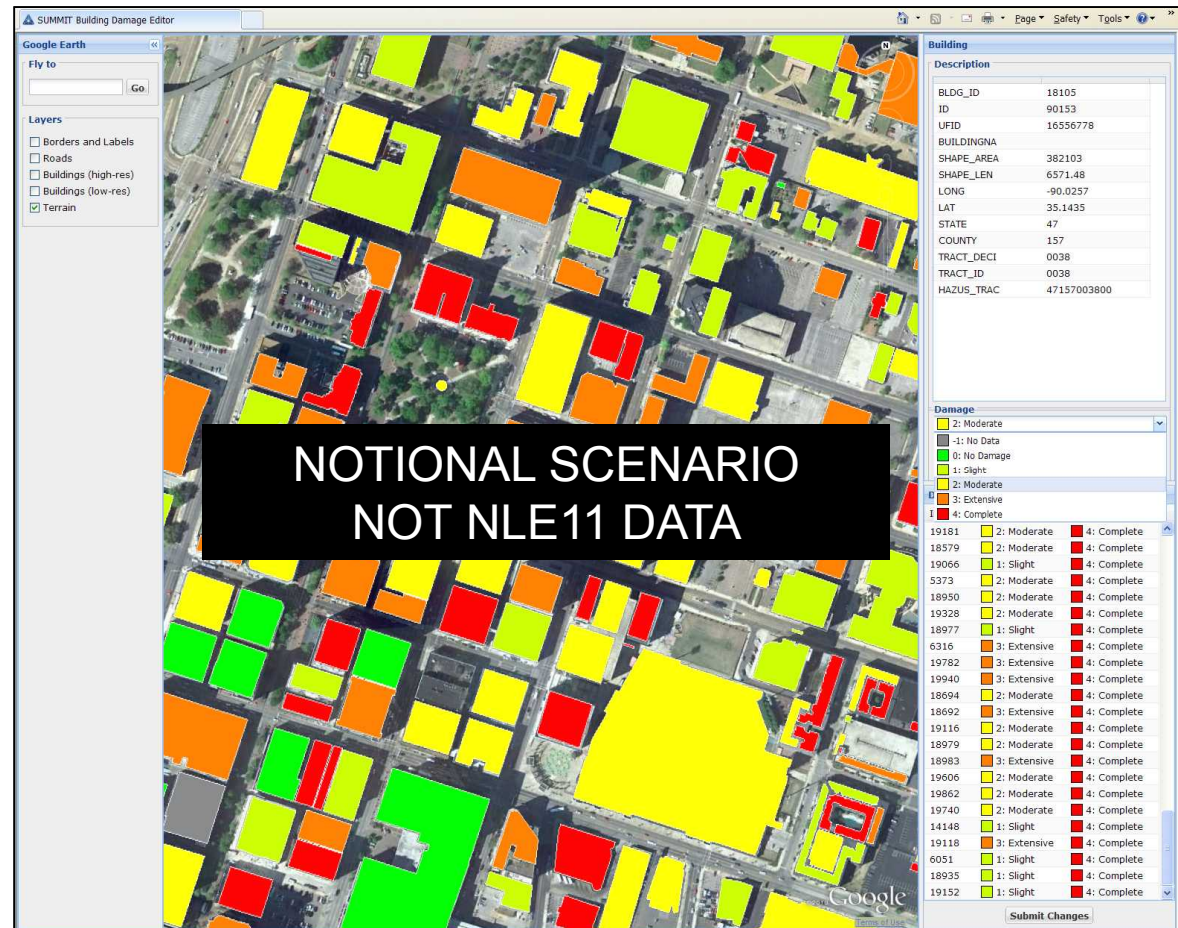 SUMMIT Building Damage Editor
Page Safety Tools
Google Earth
Fly to
Go
Layers
Borders and Labels
Roads
Buildings (high-res)
Buildings (low-res)
Terrain
N
NOTIONAL SCENARIO
NOT NLE11 DATA
Google
Terms of Use
Building
Description
BLDG_ID 18105
ID 90153
UFID 16556778
BUILDINGNA
SHAPE_AREA 382103
SHAPE_LEN 6571.48
LONG -90.0257
LAT 35.1435
STATE 47
COUNTY 157
TRACT_DECI 0038
TRACT_ID 0038
HAZUS_TRAC 47157003800
Damage
2: Moderate
-1: No Data
0: No Damage
1: Slight
2: Moderate
3: Extensive
4: Complete
19181 2: Moderate 4: Complete
18579 2: Moderate 4: Complete
19066 1: Slight 4: Complete
5373 2: Moderate 4: Complete
18950 2: Moderate 4: Complete
19328 2: Moderate 4: Complete
18977 1: Slight 4: Complete
6316 3: Extensive 4: Complete
19782 3: Extensive 4: Complete
19940 3: Extensive 4: Complete
18694 2: Moderate 4: Complete
18692 3: Extensive 4: Complete
19116 2: Moderate 4: Complete
18979 2: Moderate 4: Complete
18983 3: Extensive 4: Complete
19606 2: Moderate 4: Complete
19862 2: Moderate 4: Complete
19740 2: Moderate 4: Complete
14148 1: Slight 4: Complete
19118 3: Extensive 4: Complete
6051 1: Slight 4: Complete
18935 1: Slight 4: Complete
19152 1: Slight 4: Complete
Submit Changes